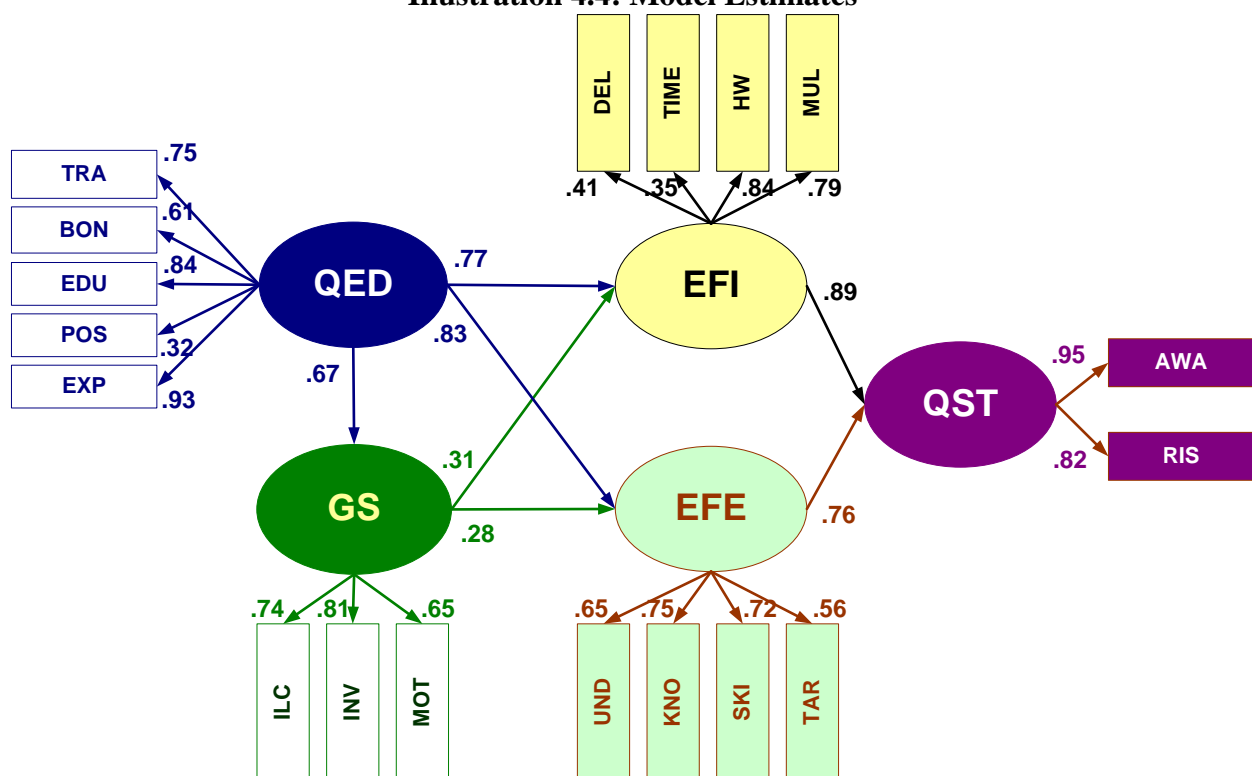 Illustration 4.4: Model Estimates
DEL
TIME
HW
MUL
.41
.35
.84
.79
TRA
.75
BON
.61
EDU
.84
POS
.32
EXP
.93
QED
.77
.83
.67
EFI
.89
QST
.95
AWA
.82
RIS
GS
.31
.28
EFE
.76
.74
.81
.65
ILC
INV
MOT
.65
.75
.72
.56
UND
KNO
SKI
TAR